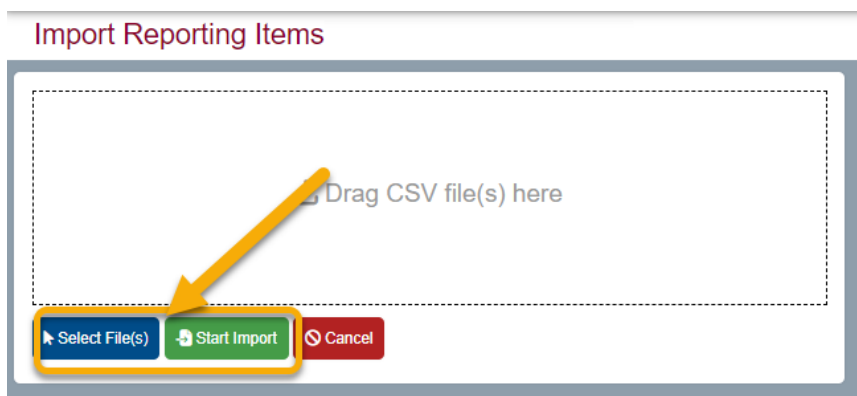 Import Reporting Items
Drag CSV file(s) here
Select File(s) Start Import Cancel